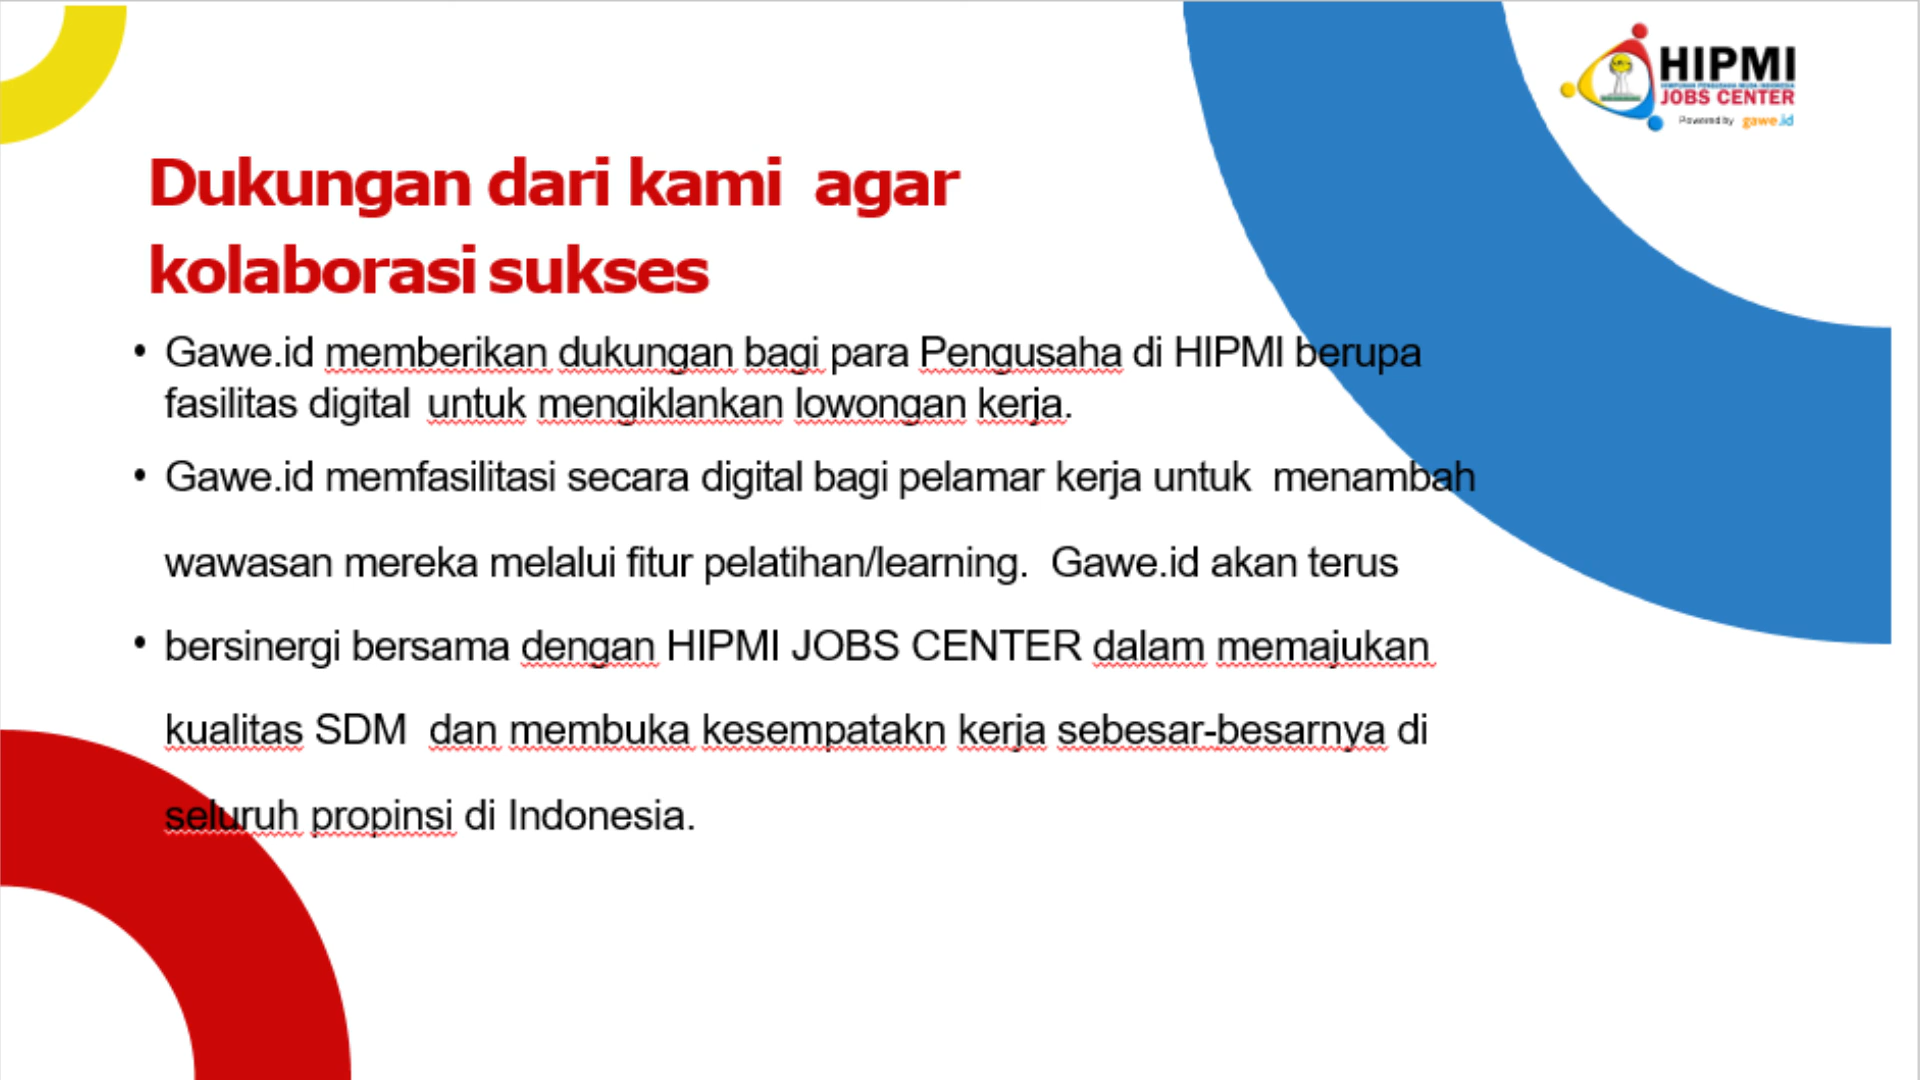 HIPMI
JOBS CENTER
Powered by gawe.id
Dukungan dari kami agar
kolaborasi sukses
• Gawe.id memberikan dukungan bagi para Pengusaha di HIPMI berupa
fasilitas digital untuk mengiklankan lowongan kerja.
• Gawe.id memfasilitasi secara digital bagi pelamar kerja untuk menambah
wawasan mereka melalui fitur pelatihan/learning. Gawe.id akan terus
• bersinergi bersama dengan HIPMI JOBS CENTER dalam memajukan
kualitas SDM dan membuka kesempatakn kerja sebesar-besarnya di
seluruh propinsi di Indonesia.